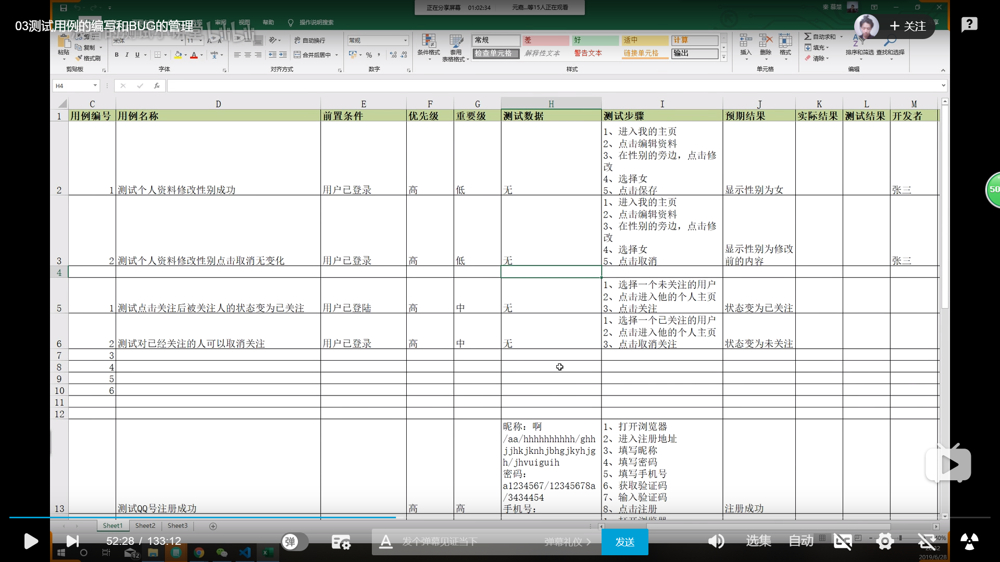 正在分享屏幕 01:02:34 元嘉...等15人正在观看
秦 慕楚
03测试用例的编写和BUG的管理
审阅 视图 帮助 操作说明搜索
关注
粘贴 剪切 复制 格式刷
剪贴板
宋体 11
B I U
字体
自动换行
合并后居中
对齐方式
常规
%
数字
条件格式 套用 表格格式
常规 差 好 适中 计算
检查单元格 解释性文本 警告文本 链接单元格 输出
样式
插入 删除 格式
单元格
自动求和
填充
清除
排序和筛选 查找和选择
编辑
H4 fx
C D E F G H I J K L M
1 用例编号 用例名称 前置条件 优先级 重要级 测试数据 测试步骤 预期结果 实际结果 测试结果 开发者
1、进入我的主页
2、点击编辑资料
3、在性别的旁边，点击修
改
4、选择女
2 1 测试个人资料修改性别成功 用户已登录 高 低 无 5、点击保存 显示性别为女 张三
1、进入我的主页
2、点击编辑资料
3、在性别的旁边，点击修
改
4、选择女 显示性别为修改
3 2 测试个人资料修改性别点击取消无变化 用户已登录 高 低 无 5、点击取消 前的内容 张三
4
1、选择一个未关注的用户
2、点击进入他的个人主页
5 1 测试点击关注后被关注人的状态变为已关注 用户已登陆 高 中 无 3、点击关注 状态变为已关注
1、选择一个已关注的用户
2、点击进入他的个人主页
6 2 测试对已经关注的人可以取消关注 用户已登录 高 中 无 3、点击取消关注 状态变为未关注
7 3
8 4
9 5
10 6
11
12
昵称：啊 1、打开浏览器
/aa/hhhhhhhhhh/ghh 2、进入注册地址
jjhkjknhjbhgjkyhjg 3、填写昵称
h/jhvuiguih 4、填写密码
密码： 5、填写手机号
a1234567/12345678a 6、获取验证码
/3434454 7、输入验证码
13 测试QQ号注册成功 高 高 手机号： 8、点击注册 注册成功
1、打开浏览器
Sheet1 Sheet2 Sheet3
52:28 / 133:12 弹 发个弹幕见证当下 弹幕礼仪 发送 选集 自动
12
2019/6/28
50